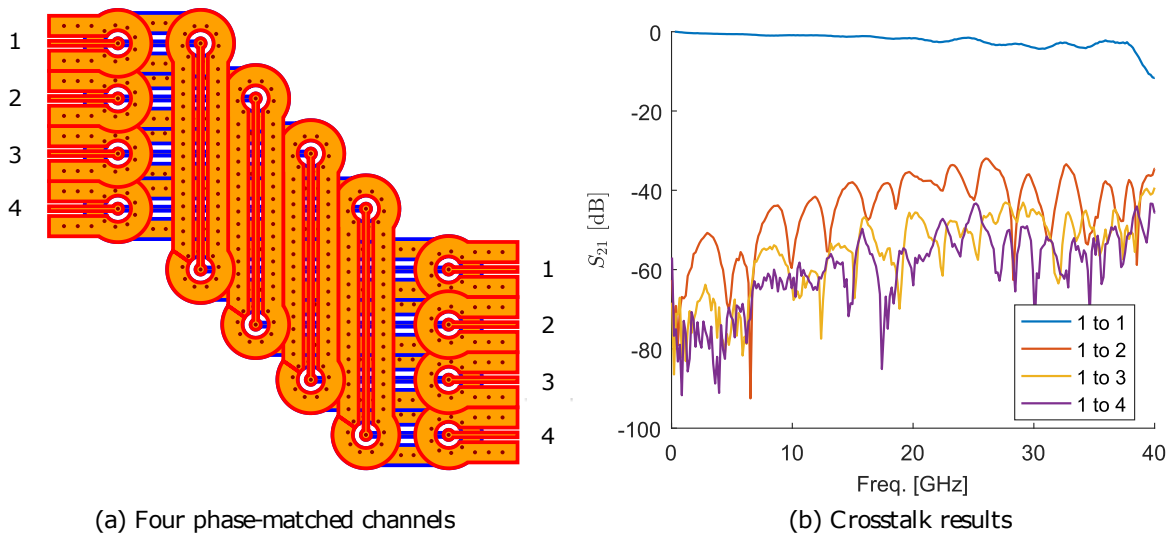 1
2
3
4
1
2
3
4
(a) Four phase-matched channels
0
-20
-40
-60
-80
-100
S21 [dB]
0
10
20
30
40
Freq. [GHz]
1 to 1
1 to 2
1 to 3
1 to 4
(b) Crosstalk results